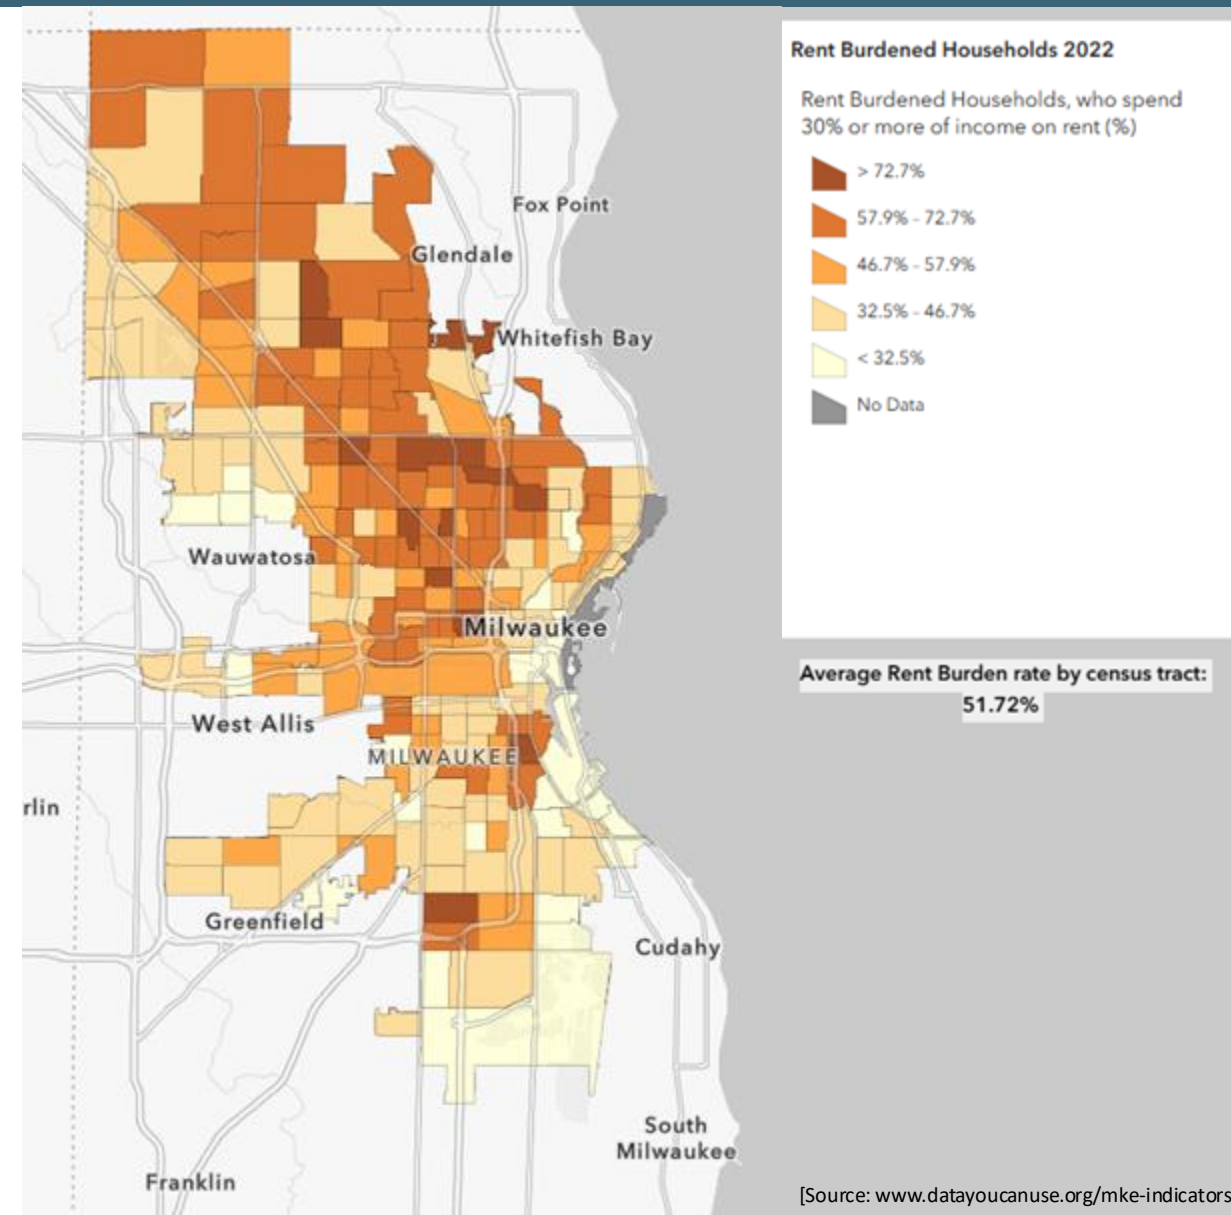 Rent Burdened Households 2022
Rent Burdened Households, who spend
30% or more of income on rent (%)
> 72.7%
57.9% - 72.7%
46.7% - 57.9%
32.5% - 46.7%
< 32.5%
No Data
Fox Point
Glendale
Whitefish Bay
Wauwatosa
Milwaukee
Average Rent Burden rate by census tract:
51.72%
West Allis
MILWAUKEE
rlin
Greenfield
Cudahy
South
Milwaukee
Franklin
[Source: www.datayoucanuse.org/mke-indicators